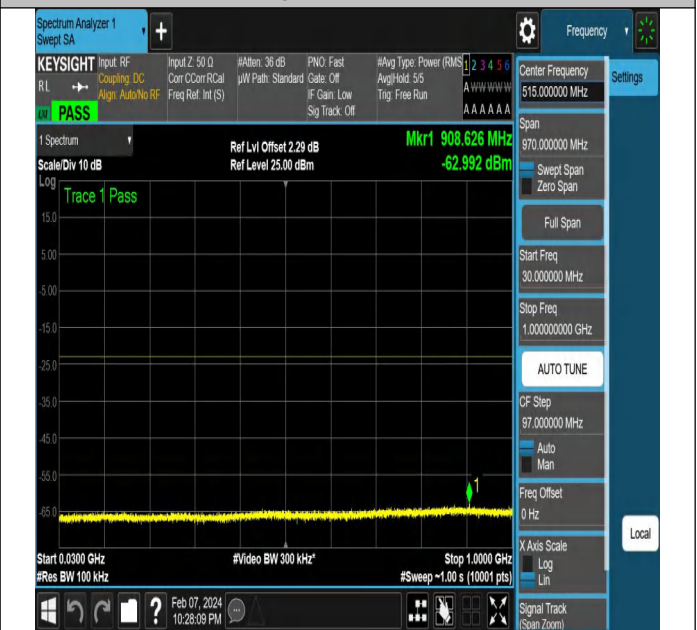 Spectrum Analyzer 1
Swept SA
+
Frequency
KEYSIGHT
RL
PASS
Input: RF
Coupling: DC
Align: Auto/No RF
Input Z: 50 Ω
Corr CCorr RCal
Freq Ref: Int (S)
#Atten: 36 dB
µW Path: Standard
PNO: Fast
Gate: Off
IF Gain: Low
Sig Track: Off
#Avg Type: Power (RMS
Avg|Hold: 5/5
Trig: Free Run
1 2 3 4 5 6
A W W W W W
A A A A A A
1 Spectrum
Scale/Div 10 dB
Ref Lvl Offset 2.29 dB
Ref Level 25.00 dBm
Mkr1 908.626 MHz
-62.992 dBm
Log
Trace 1 Pass
15.0
5.00
-5.00
-15.0
-25.0
-35.0
-45.0
-55.0
-65.0
1
Start 0.0300 GHz
#Res BW 100 kHz
#Video BW 300 kHz*
Stop 1.0000 GHz
#Sweep ~1.00 s (10001 pts)
Feb 07, 2024
10:28:09 PM
Center Frequency
515.000000 MHz
Span
970.000000 MHz
Swept Span
Zero Span
Full Span
Start Freq
30.000000 MHz
Stop Freq
1.000000000 GHz
AUTO TUNE
CF Step
97.000000 MHz
Auto
Man
Freq Offset
0 Hz
X Axis Scale
Log
Lin
Signal Track
(Span Zoom)
Settings
Local